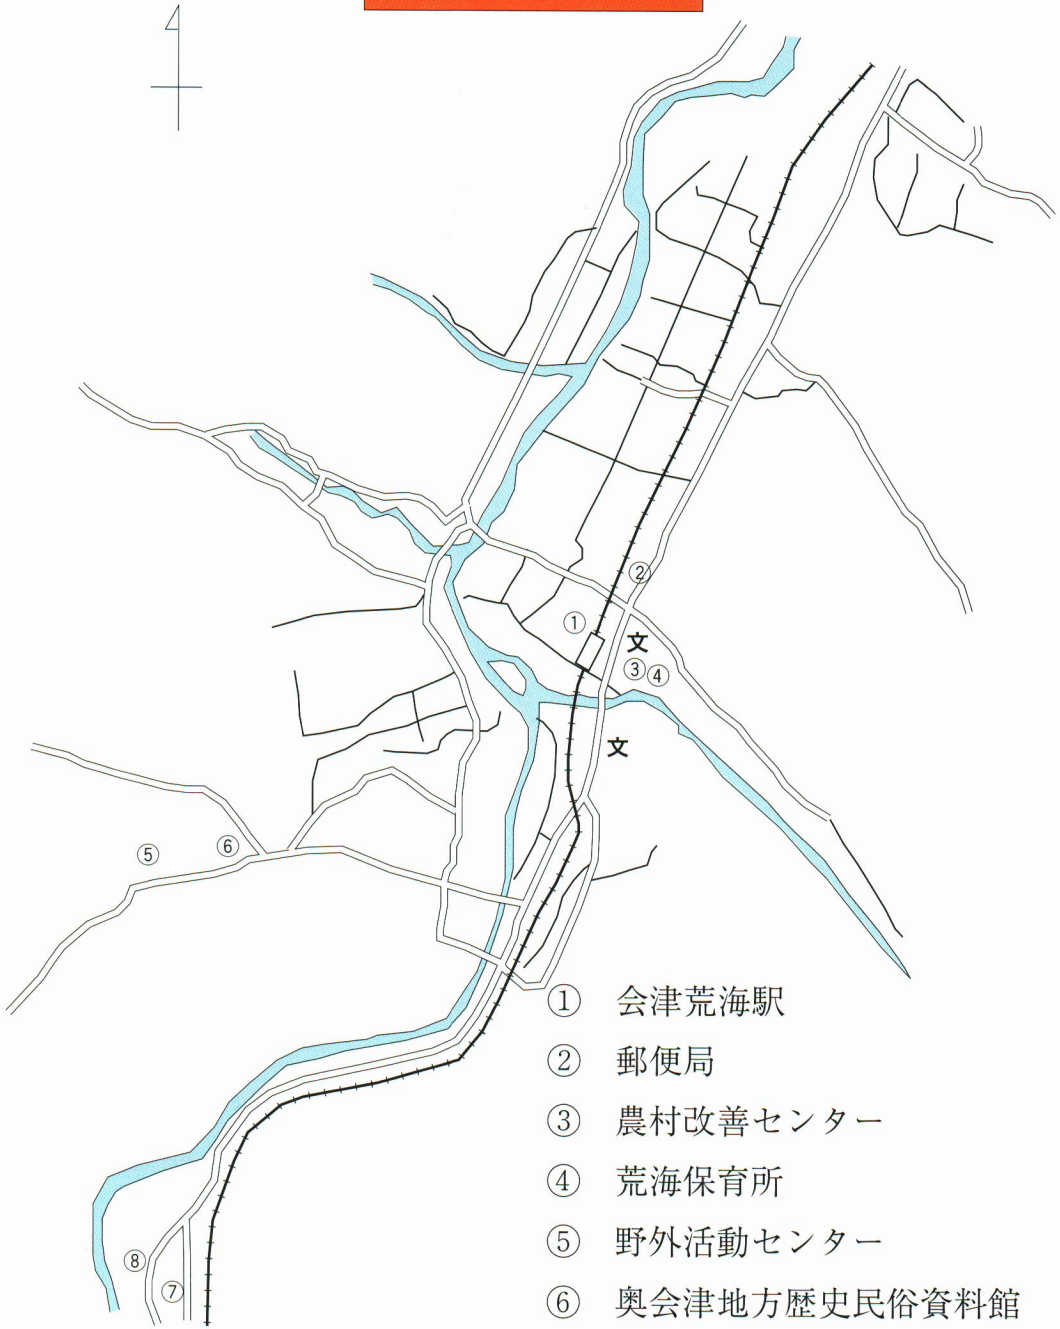 ②
①
文
③④
文
⑥
⑤
⑧
⑦
① 会津荒海駅
② 郵便局
③ 農村改善センター
④ 荒海保育所
⑤ 野外活動センター
⑥ 奥会津地方歴史民俗資料館